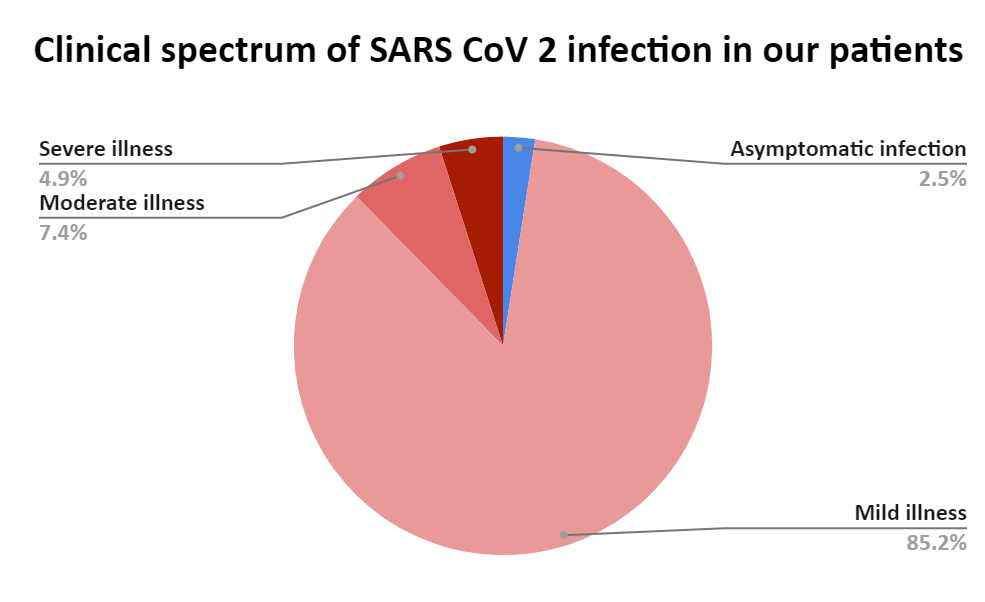 Clinical spectrum of SARS CoV 2 infection in our patients
Severe illness
4.9%
Moderate illness
7.4%
Asymptomatic infection
2.5%
Mild illness
85.2%